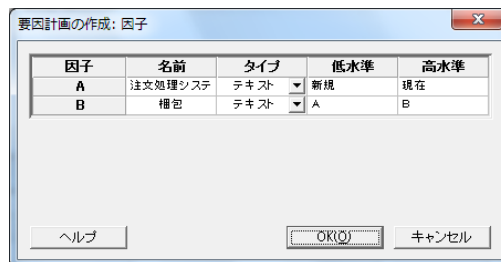 要因計画の作成: 因子
因子 名前 タイプ 低水準 高水準
A 注文処理システ テキスト 新規 現在
B 梱包 テキスト A B
ヘルプ OK(O) キャンセル